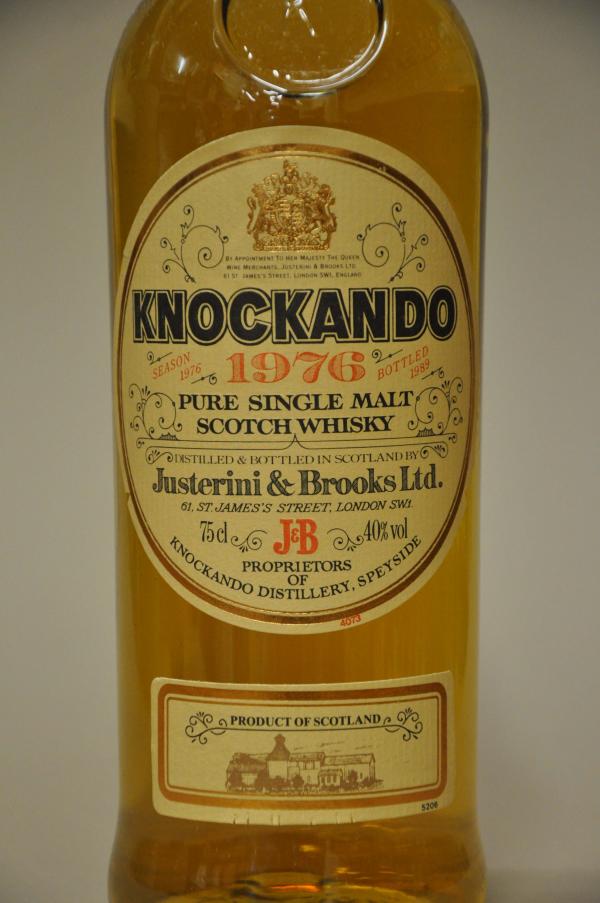 BY APPOINTMENT TO HER MAJESTY THE QUEEN
WINE MERCHANTS, JUSTERINI & BROOKS LTD
61 ST. JAMES'S STREET, LONDON SW1, ENGLAND
KNOCKANDO
SEASON 1976
1976
BOTTLED 1989
PURE SINGLE MALT
SCOTCH WHISKY
DISTILLED & BOTTLED IN SCOTLAND BY
Justerini & Brooks Ltd.
61, ST. JAMES'S STREET, LONDON SW1.
75cl J&B 40% vol
PROPRIETORS
OF
KNOCKANDO DISTILLERY, SPEYSIDE
4073
PRODUCT OF SCOTLAND
5206